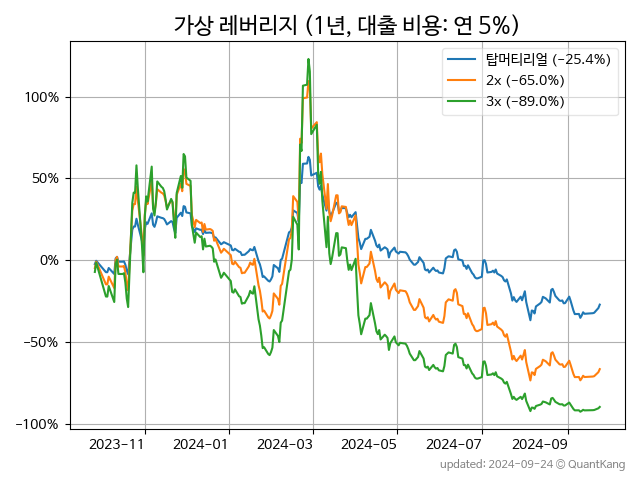 가상 레버리지 (1년, 대출 비용: 연 5%)
탑머티리얼 (-25.4%)
2x (-65.0%)
3x (-89.0%)
100%
50%
0%
-50%
-100%
2023-11 2024-01 2024-03 2024-05 2024-07 2024-09
updated: 2024-09-24 © QuantKang